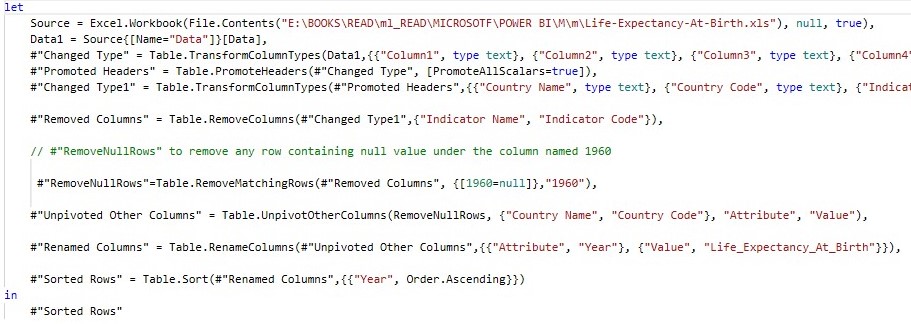 let
Source = Excel.Workbook(File.Contents("E:\BOOKS\READ\ml_READ\MICROSOTF\POWER BI\M\m\Life-Expectancy-At-Birth.xls"), null, true),
Data1 = Source{[Name="Data"]}[Data],
#"Changed Type" = Table.TransformColumnTypes(Data1,{{"Column1", type text}, {"Column2", type text}, {"Column3", type text}, {"Column4"
#"Promoted Headers" = Table.PromoteHeaders(#"Changed Type", [PromoteAllScalars=true]),
#"Changed Type1" = Table.TransformColumnTypes(#"Promoted Headers",{{"Country Name", type text}, {"Country Code", type text}, {"Indicat
#"Removed Columns" = Table.RemoveColumns(#"Changed Type1",{"Indicator Name", "Indicator Code"}),
// #"RemoveNullRows" to remove any row containing null value under the column named 1960
#"RemoveNullRows"=Table.RemoveMatchingRows(#"Removed Columns", {[1960=null]},"1960"),
#"Unpivoted Other Columns" = Table.UnpivotOtherColumns(RemoveNullRows, {"Country Name", "Country Code"}, "Attribute", "Value"),
#"Renamed Columns" = Table.RenameColumns(#"Unpivoted Other Columns",{{"Attribute", "Year"}, {"Value", "Life_Expectancy_At_Birth"}}),
#"Sorted Rows" = Table.Sort(#"Renamed Columns",{{"Year", Order.Ascending}})
in
#"Sorted Rows"